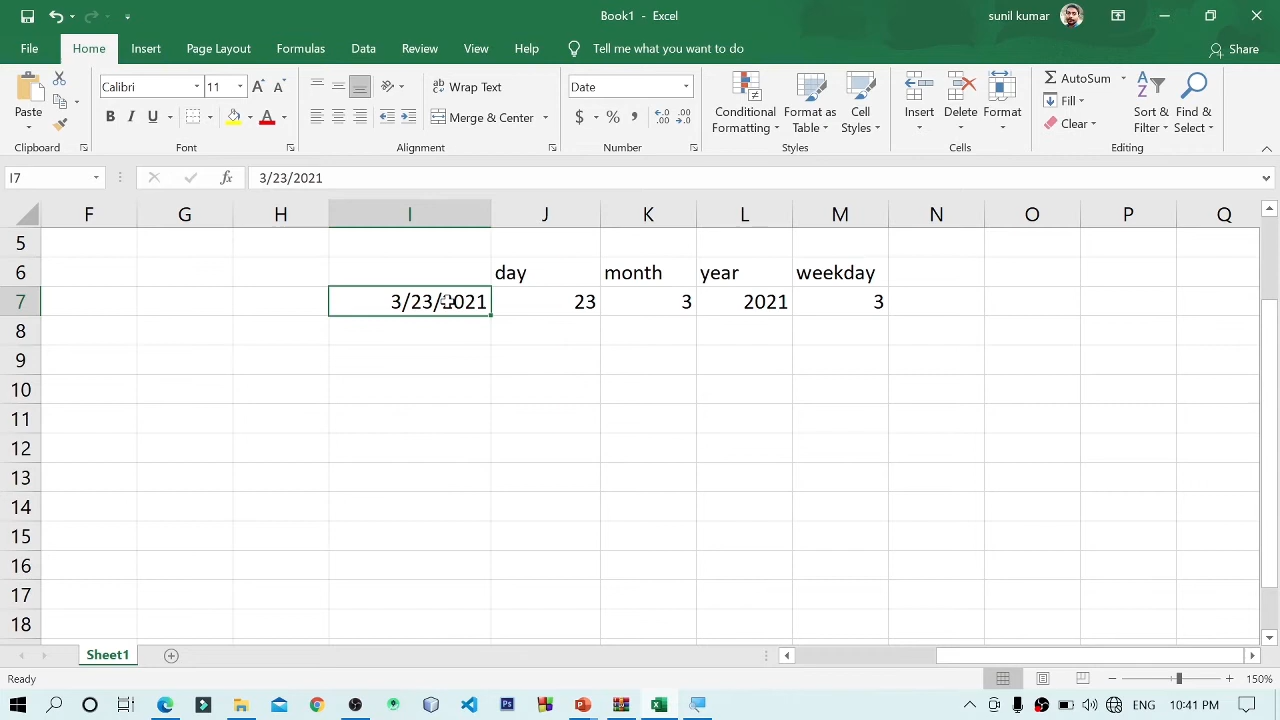 Book1 - Excel
sunil kumar
File Home Insert Page Layout Formulas Data Review View Help Tell me what you want to do Share
Paste
Clipboard
Calibri 11
B I U
Font
Wrap Text
Merge & Center
Alignment
Date
$ % ,
Number
Conditional Formatting
Format as Table
Cell Styles
Styles
Insert Delete Format
Cells
AutoSum
Fill
Clear
Sort & Filter
Find & Select
Editing
I7 fx 3/23/2021
F G H I J K L M N O P Q
5
6 day month year weekday
7 3/23/2021 23 3 2021 3
8
9
10
11
12
13
14
15
16
17
18
Sheet1
Ready 150%
10:41 PM